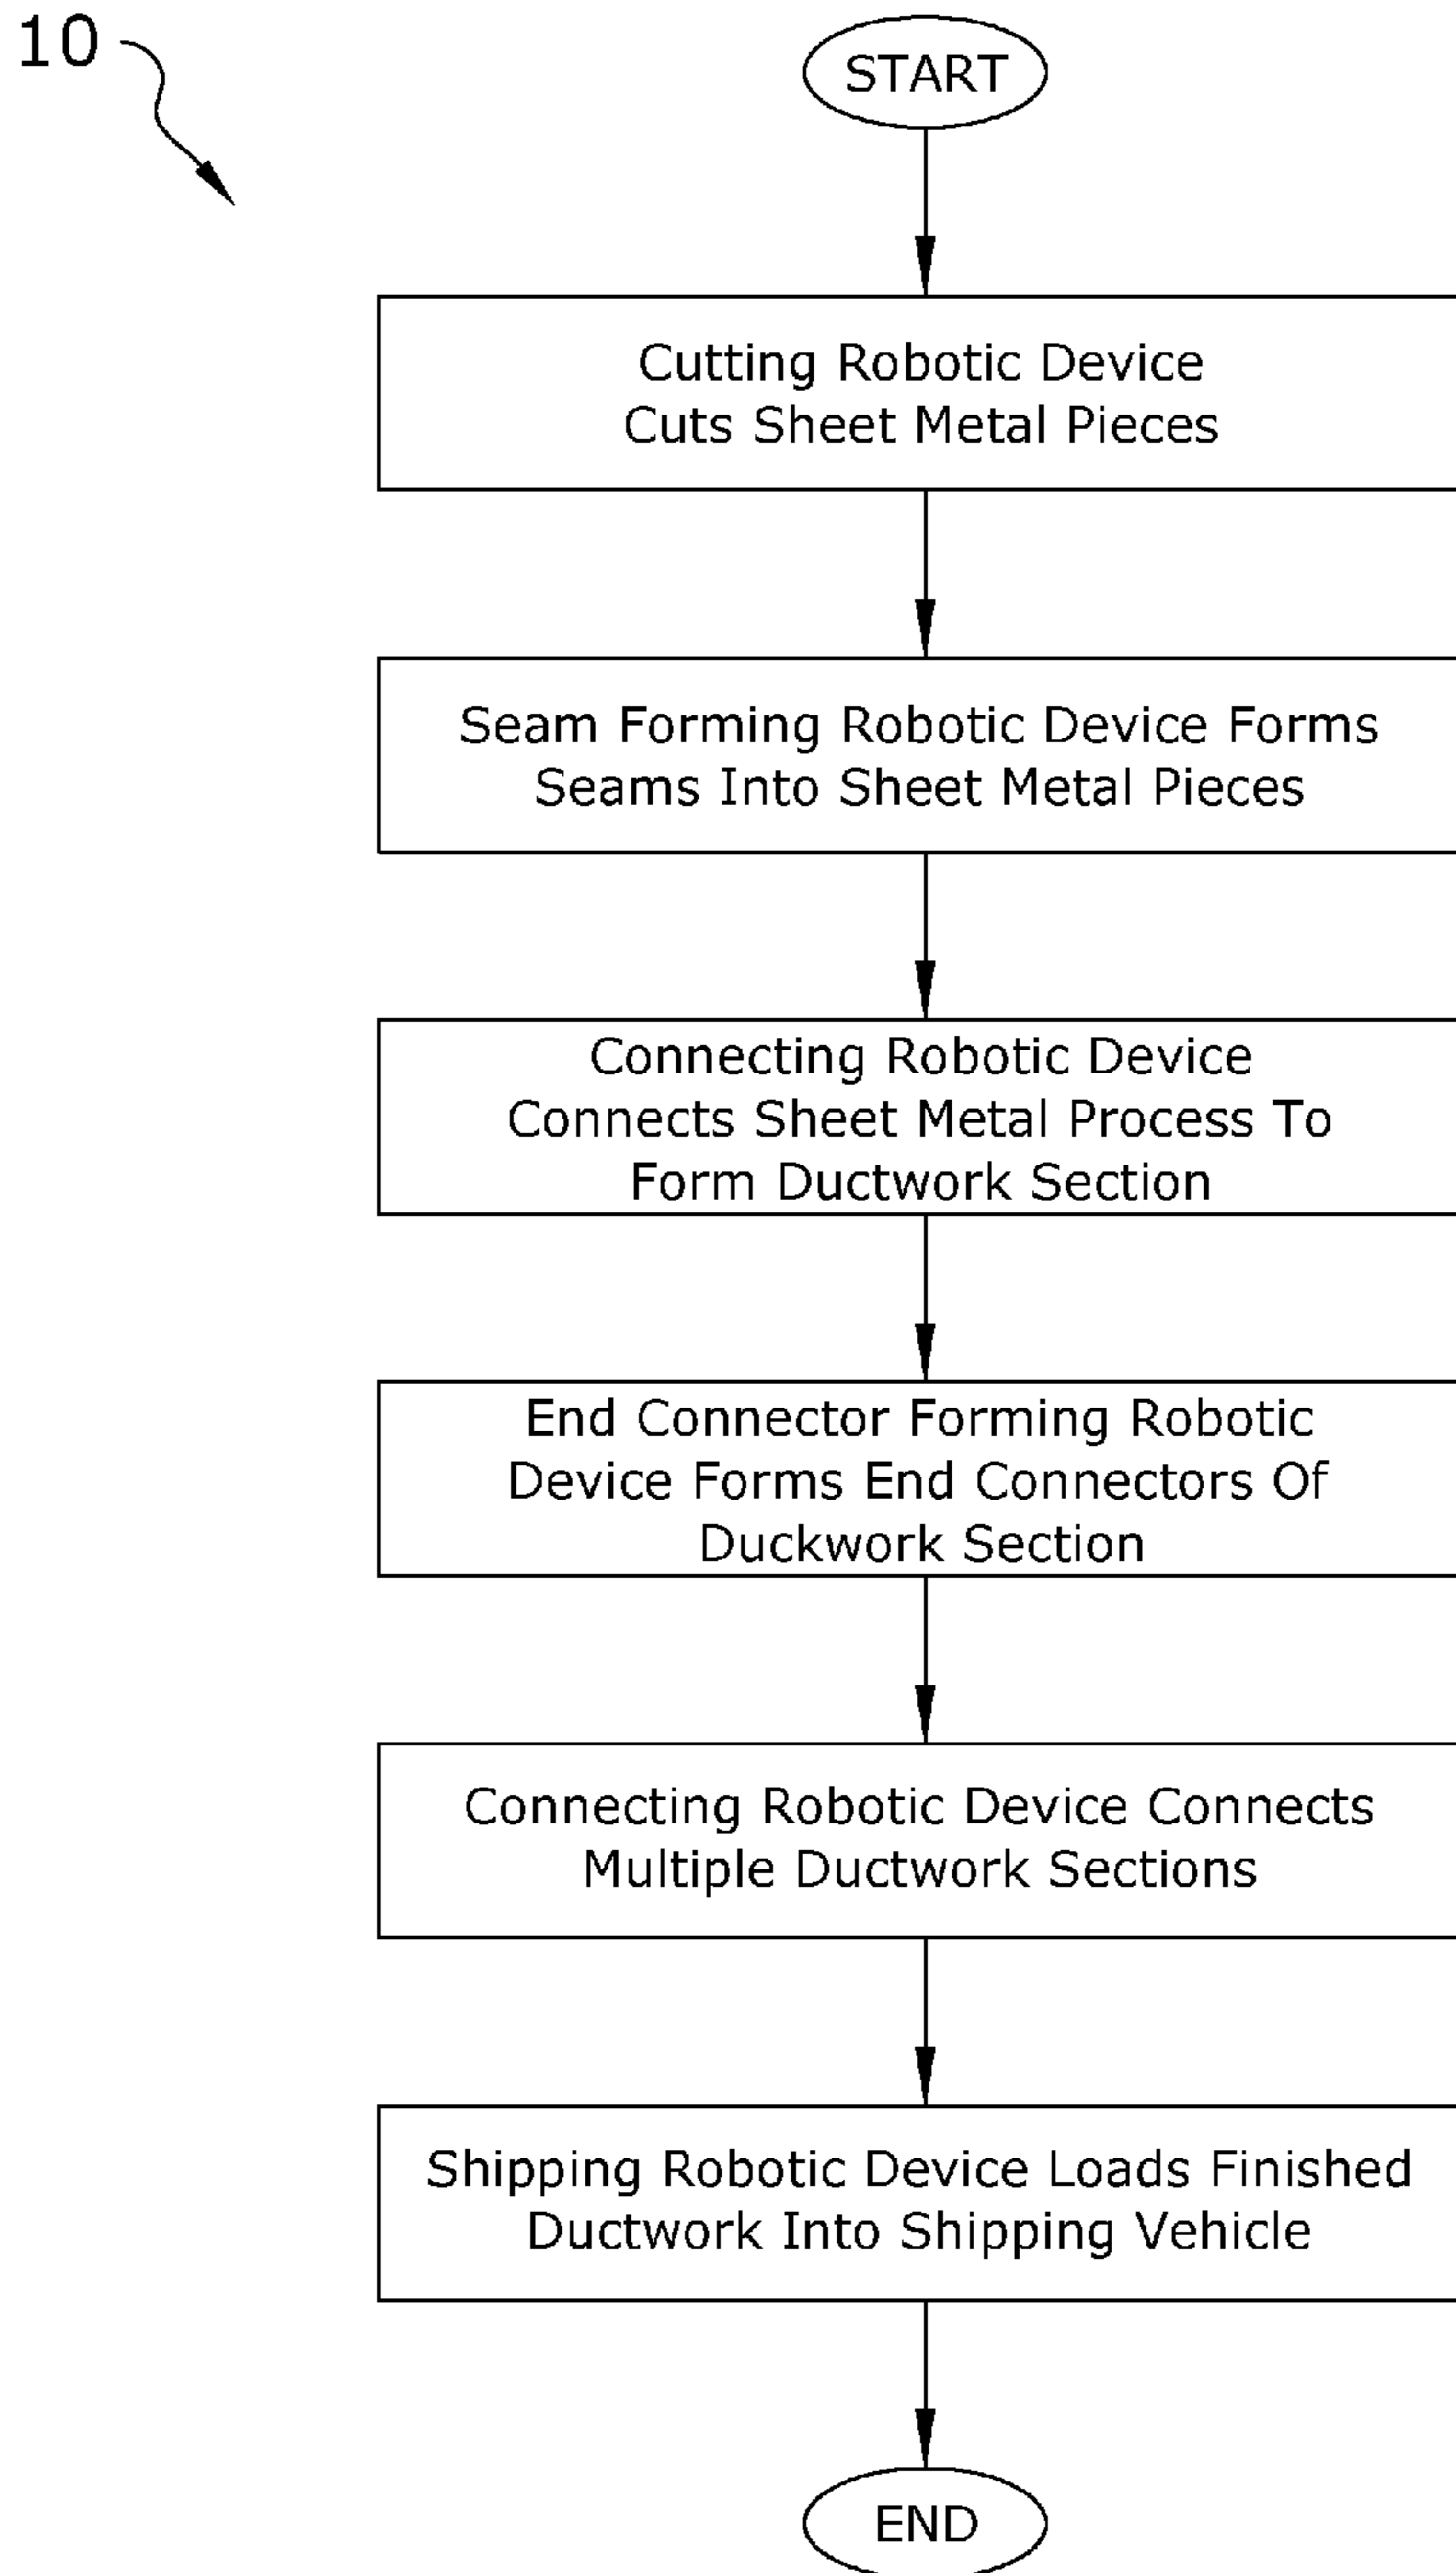 10
START
Cutting Robotic Device
Cuts Sheet Metal Pieces
Seam Forming Robotic Device Forms
Seams Into Sheet Metal Pieces
Connecting Robotic Device
Connects Sheet Metal Process To
Form Ductwork Section
End Connector Forming Robotic
Device Forms End Connectors Of
Duckwork Section
Connecting Robotic Device Connects
Multiple Ductwork Sections
Shipping Robotic Device Loads Finished
Ductwork Into Shipping Vehicle
END